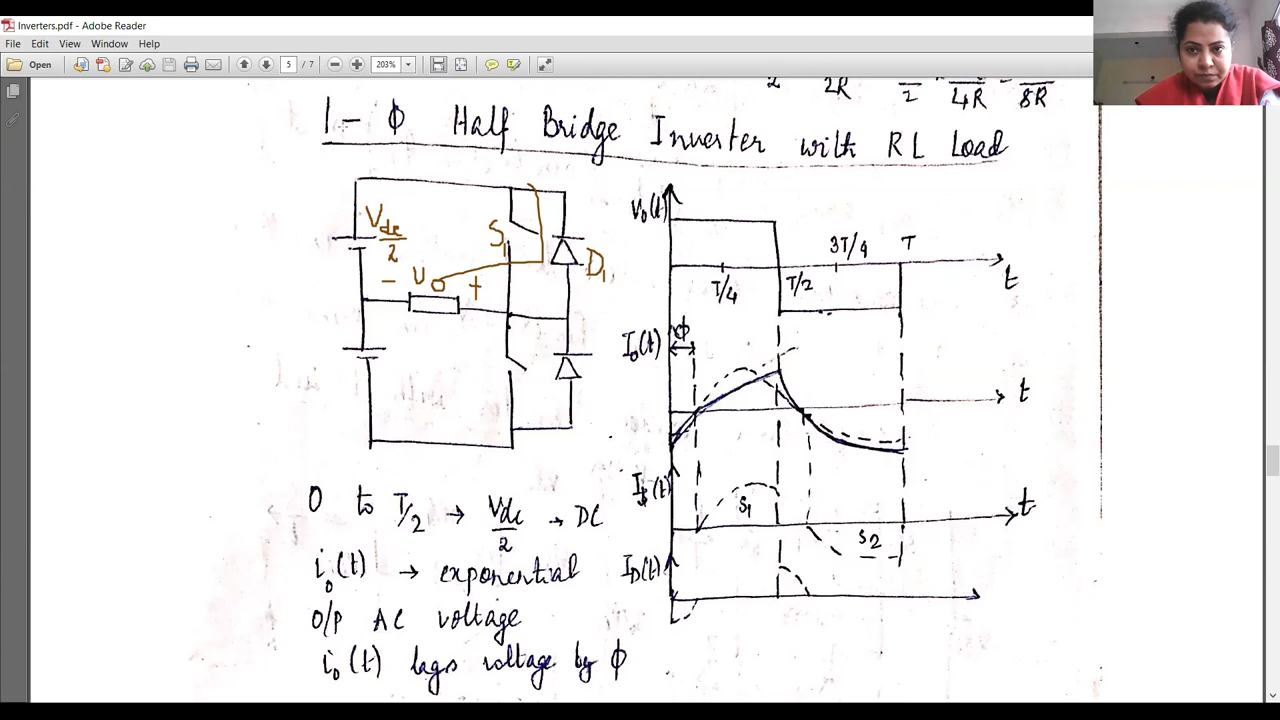 Inverters.pdf - Adobe Reader
File Edit View Window Help
Open 5 / 7 203%
2 2R 2 4R 8R
1-ϕ Half Bridge Inverter with RL Load
Vdc/2
S1
D1
- Vo +
Vo(t)
T/4 T/2 3T/4 T
t
Io(t)
ϕ
t
Is(t)
S1
S2
t
ID(t)
0 to T/2 → Vdc/2 → DC
io(t) → exponential
O/P AC voltage
io(t) lags voltage by ϕ